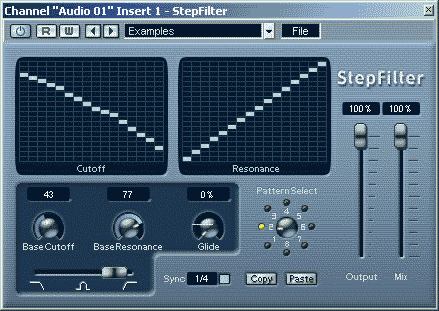 Channel "Audio 01" Insert 1 - StepFilter
R W Examples File
StepFilter
100% 100%
Cutoff Resonance
43 77 0%
Pattern Select
1 2 3 4 5 6 7 8
Base Cutoff Base Resonance Glide
Sync 1/4 Copy Paste
Output Mix